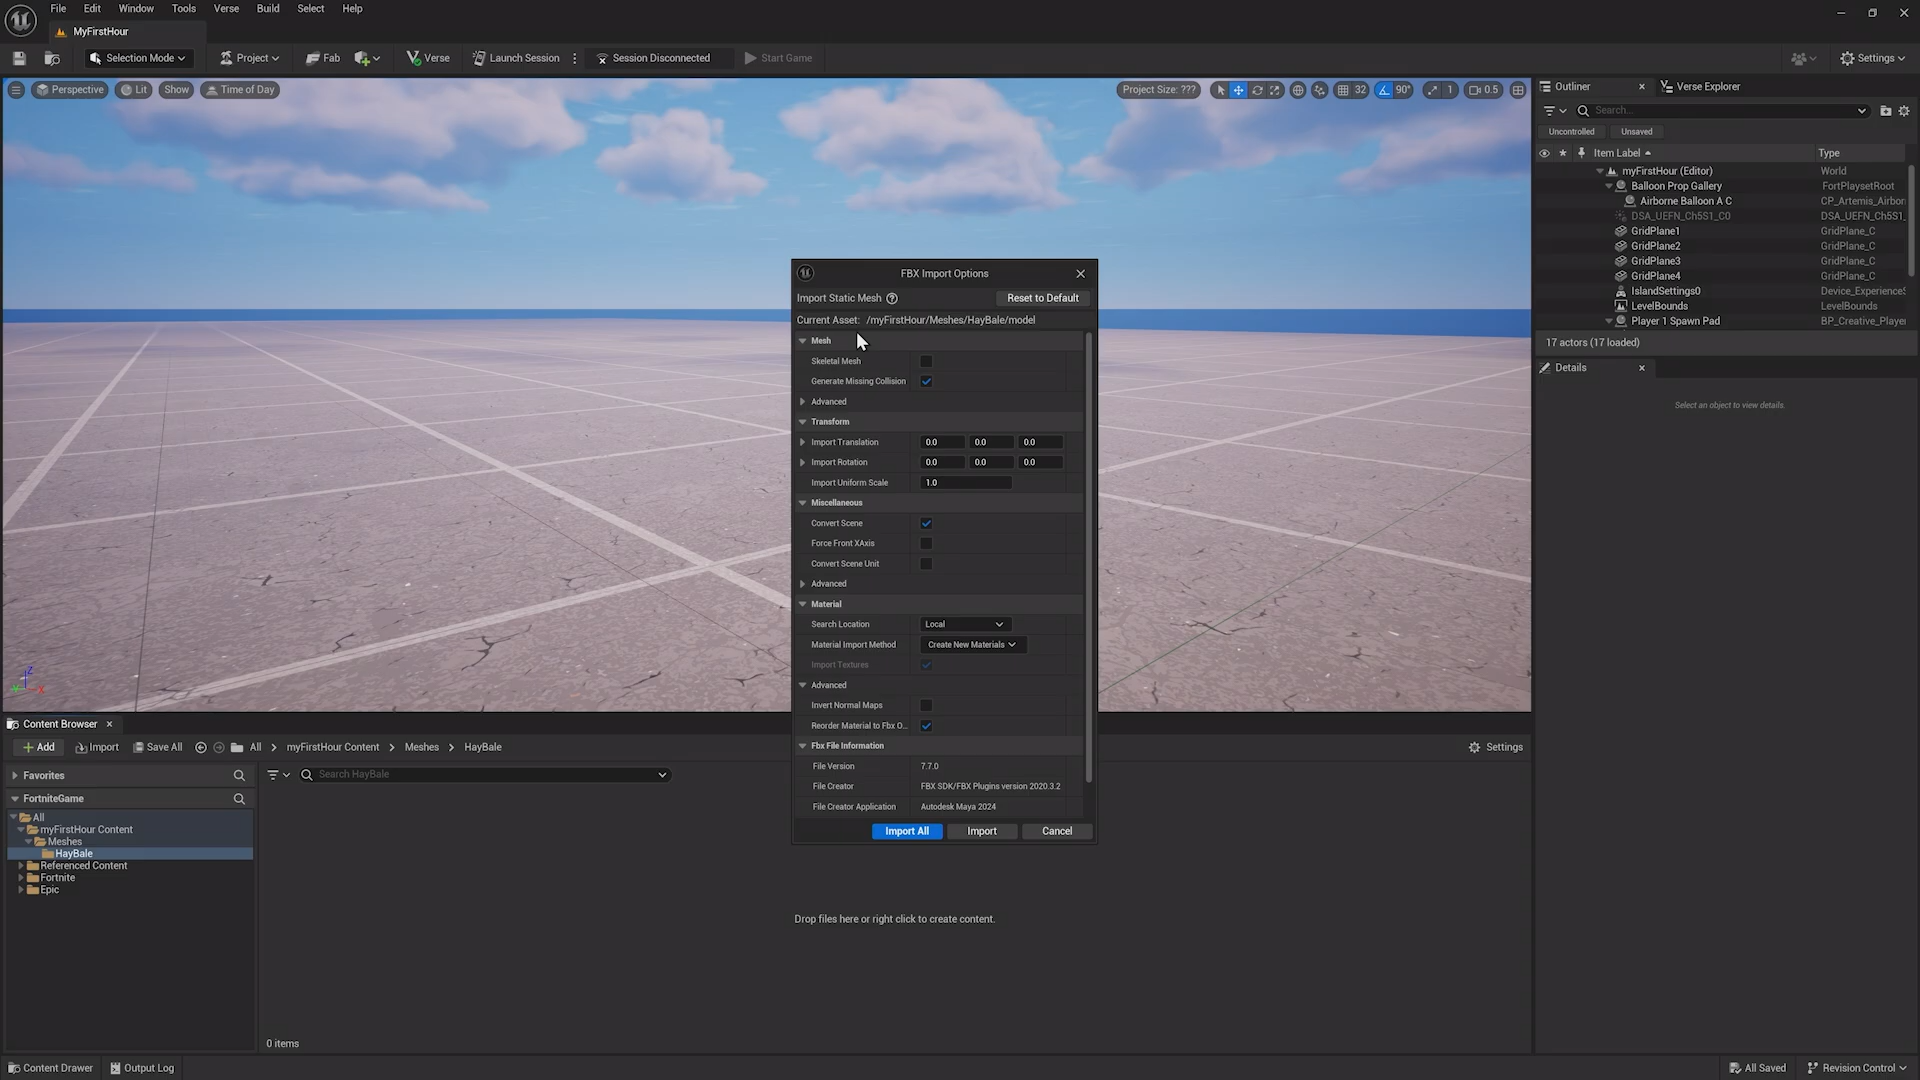 File Edit Window Tools Verse Build Select Help
MyFirstHour
Selection Mode Project Fab Verse Launch Session Session Disconnected Start Game Settings
Perspective Lit Show Time of Day Project Size: ??? 32 90° 1 0.5
Outliner Verse Explorer
Search...
Uncontrolled Unsaved
Item Label Type
myFirstHour (Editor) World
Balloon Prop Gallery FortPlaysetRoot
Airborne Balloon A C CP_Artemis_Airbor
DSA_UEFN_Ch5S1_C0 DSA_UEFN_Ch5S1_
GridPlane1 GridPlane_C
GridPlane2 GridPlane_C
GridPlane3 GridPlane_C
GridPlane4 GridPlane_C
IslandSettings0 Device_Experience
LevelBounds LevelBounds
Player 1 Spawn Pad BP_Creative_Player
17 actors (17 loaded)
Details
Select an object to view details.
FBX Import Options
Import Static Mesh Reset to Default
Current Asset: /myFirstHour/Meshes/HayBale/model
Mesh
Skeletal Mesh
Generate Missing Collision
Advanced
Transform
Import Translation 0.0 0.0 0.0
Import Rotation 0.0 0.0 0.0
Import Uniform Scale 1.0
Miscellaneous
Convert Scene
Force Front XAxis
Convert Scene Unit
Advanced
Material
Search Location Local
Material Import Method Create New Materials
Import Textures
Advanced
Invert Normal Maps
Reorder Material to Fbx O...
Fbx File Information
File Version 7.7.0
File Creator FBX SDK/FBX Plugins version 2020.3.2
File Creator Application Autodesk Maya 2024
Import All Import Cancel
Z
X
Content Browser
Add Import Save All All > myFirstHour Content > Meshes > HayBale Settings
Favorites
Search HayBale
FortniteGame
All
myFirstHour Content
Meshes
HayBale
Referenced Content
Fortnite
Epic
Drop files here or right click to create content.
0 items
Content Drawer Output Log All Saved Revision Control